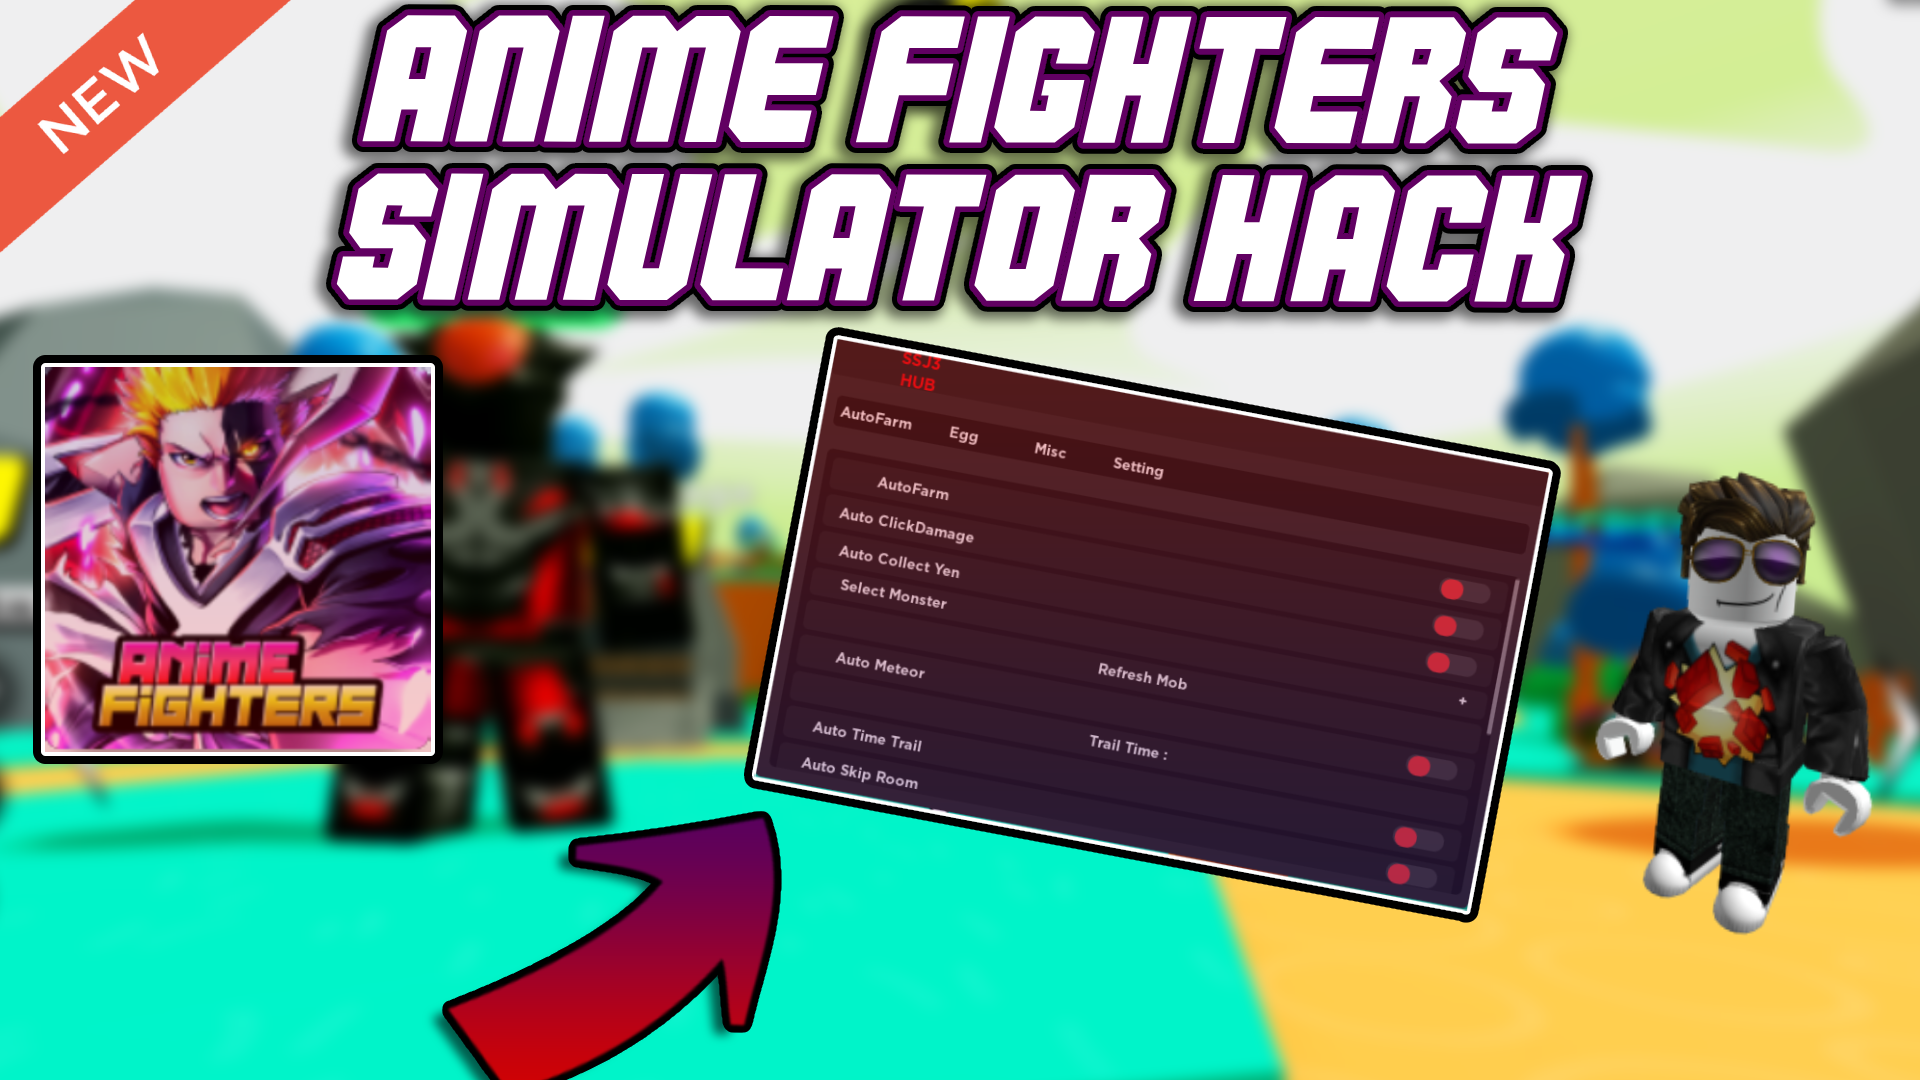 NEW
ANIME FIGHTERS
SIMULATOR HACK
ANIME
FIGHTERS
SSJ3
HUB
AutoFarm Egg Misc Setting
AutoFarm
Auto ClickDamage
Auto Collect Yen
Select Monster
+
Refresh Mob
Auto Meteor
Trail Time :
Auto Time Trail
Auto Skip Room